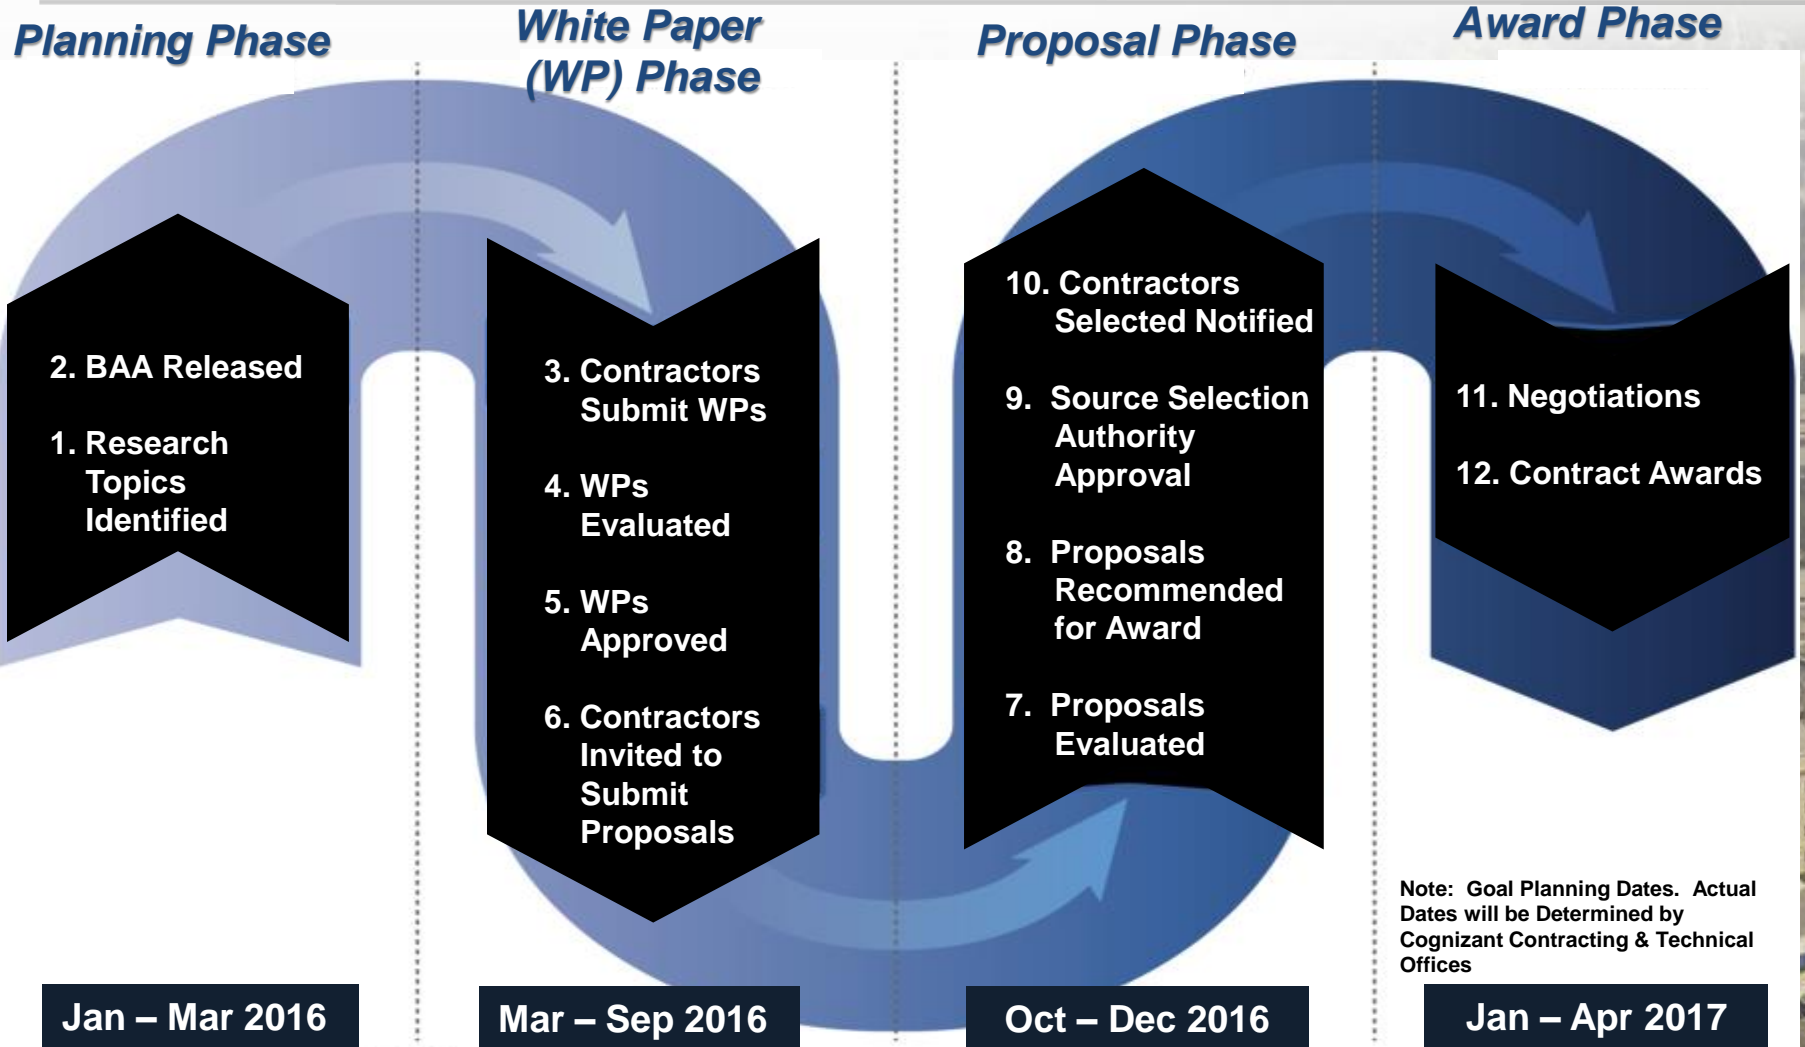 Planning Phase
White Paper
(WP) Phase
Proposal Phase
Award Phase
2. BAA Released
1. Research
Topics
Identified
3. Contractors
Submit WPs
4. WPs
Evaluated
5. WPs
Approved
6. Contractors
Invited to
Submit
Proposals
10. Contractors
Selected Notified
9. Source Selection
Authority
Approval
8. Proposals
Recommended
for Award
7. Proposals
Evaluated
11. Negotiations
12. Contract Awards
Note: Goal Planning Dates. Actual
Dates will be Determined by
Cognizant Contracting & Technical
Offices
Jan – Mar 2016
Mar – Sep 2016
Oct – Dec 2016
Jan – Apr 2017